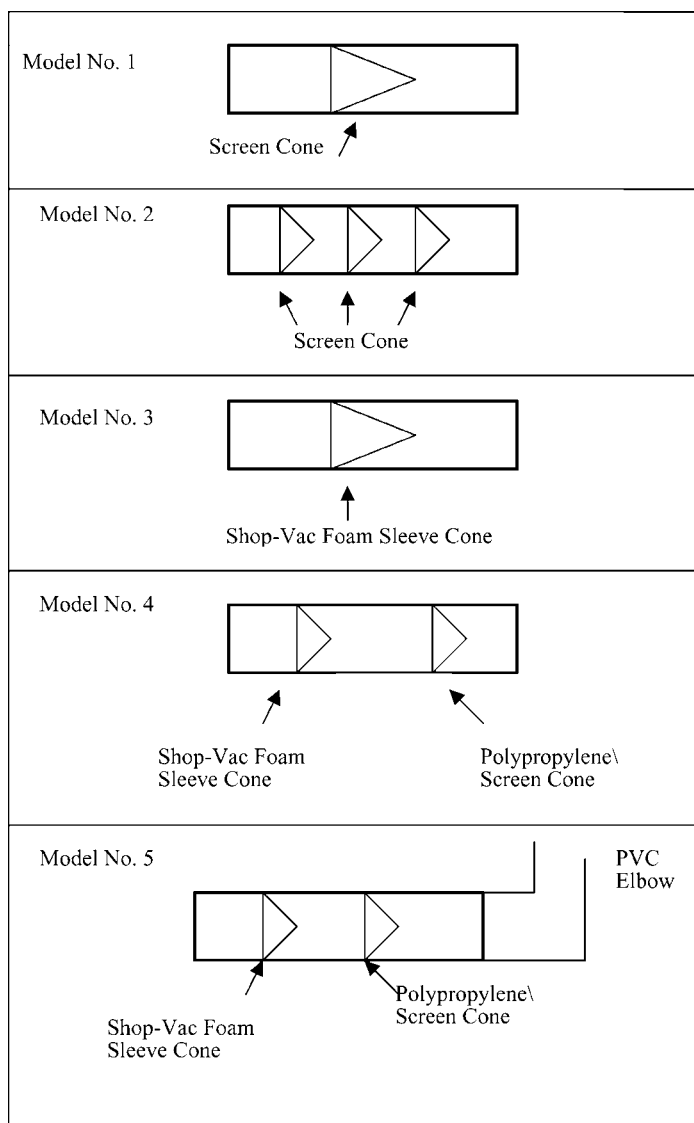 Model No. 1
Screen Cone
Model No. 2
Screen Cone
Model No. 3
Shop-Vac Foam Sleeve Cone
Model No. 4
Shop-Vac Foam
Sleeve Cone
Polypropylene\
Screen Cone
Model No. 5
PVC
Elbow
Shop-Vac Foam
Sleeve Cone
Polypropylene\
Screen Cone